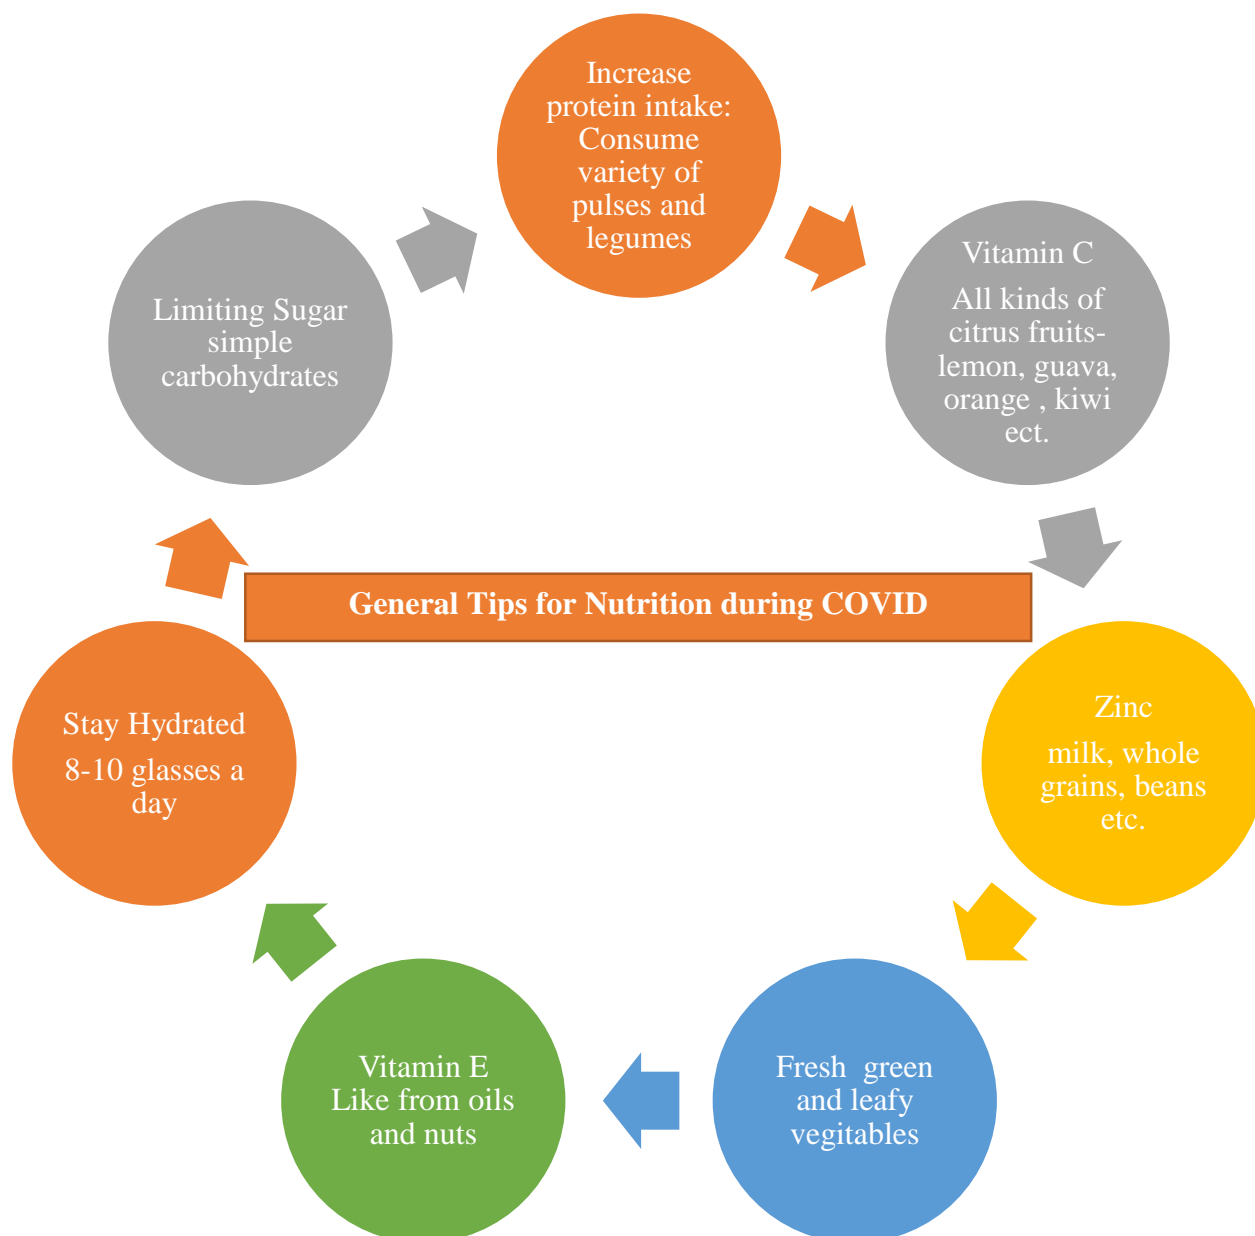 Increase
protein intake:
Consume
variety of
pulses and
legumes
Vitamin C
All kinds of
citrus fruits-
lemon, guava,
orange , kiwi
ect.
Zinc
milk, whole
grains, beans
etc.
Fresh  green
and leafy
vegitables
Vitamin E
Like from oils
and nuts
Stay Hydrated
8-10 glasses a
day
Limiting Sugar
simple
carbohydrates
General Tips for Nutrition during COVID